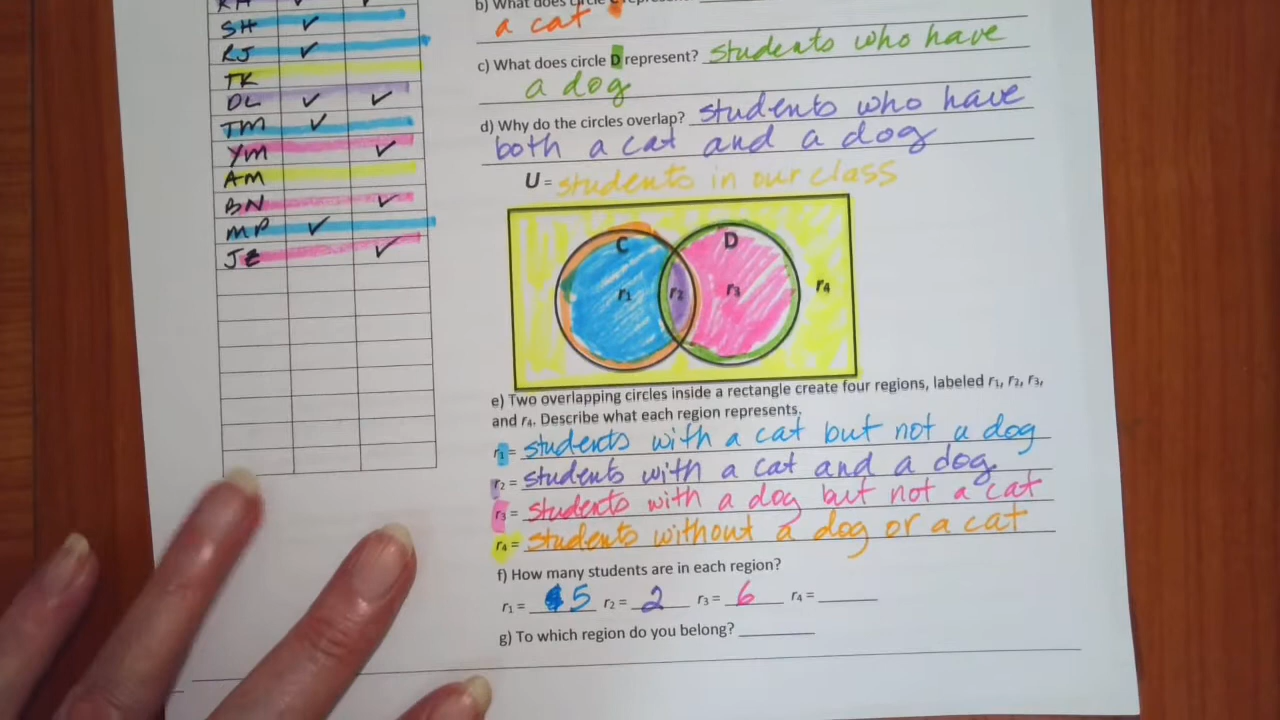 SH ✓
RJ ✓
TK
DL ✓ ✓
TM ✓
YM ✓
AM
BN ✓
MP ✓
JZ ✓
a cat
c) What does circle D represent? students who have
a dog
d) Why do the circles overlap? students who have
both a cat and a dog
U = students in our class
C D
r1 r2 r3 r4
e) Two overlapping circles inside a rectangle create four regions, labeled r1, r2, r3,
and r4. Describe what each region represents.
r1 = students with a cat but not a dog
r2 = students with a cat and a dog
r3 = students with a dog but not a cat
r4 = students without a dog or a cat
f) How many students are in each region?
r1 = 5 r2 = 2 r3 = 6 r4 =
g) To which region do you belong?